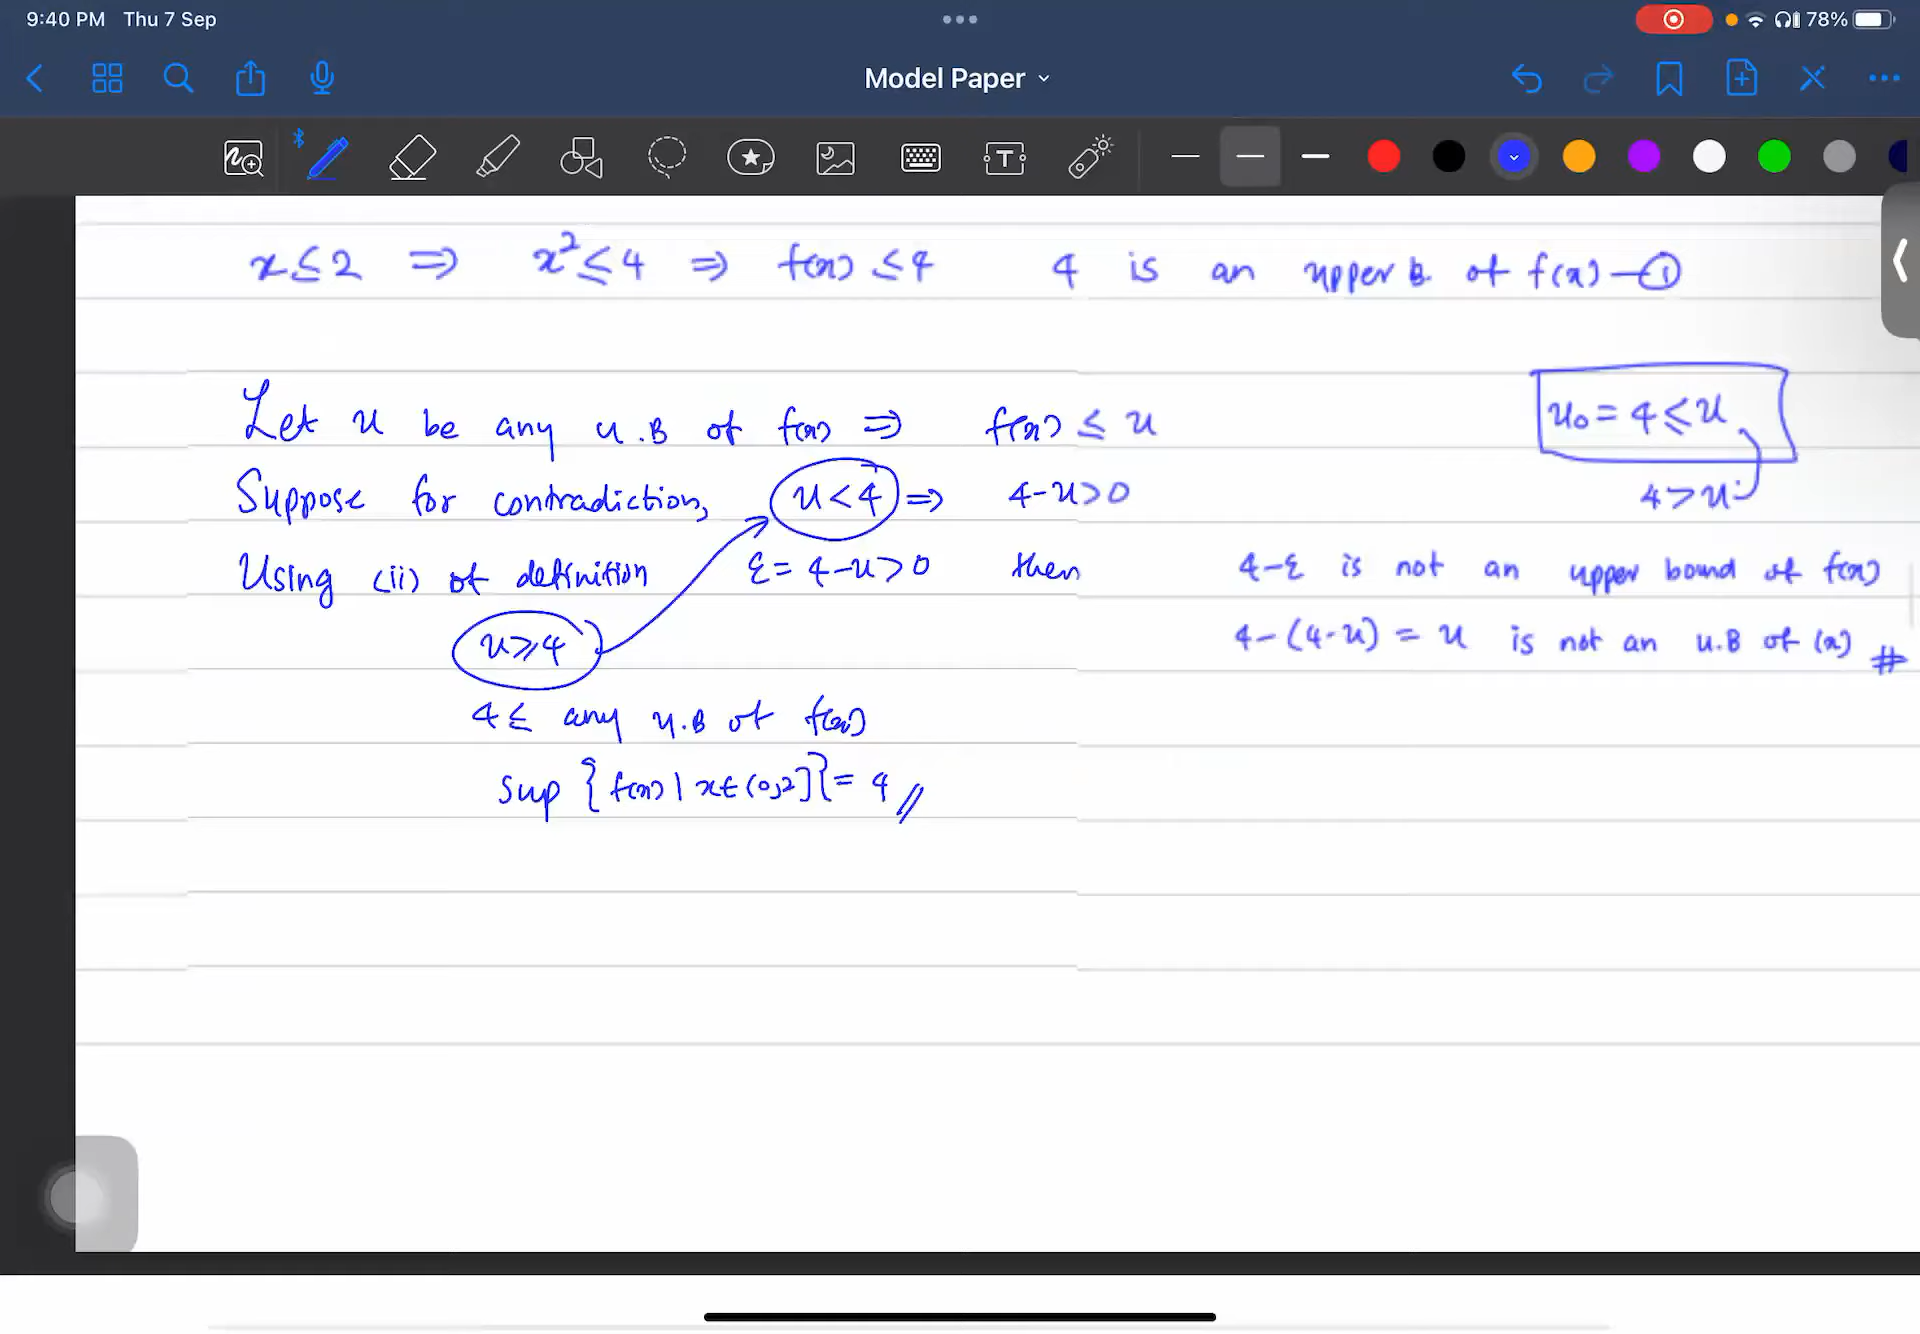 9:40 PM Thu 7 Sep
78%
Model Paper
T
x ≤ 2 ⇒ x² ≤ 4 ⇒ f(x) ≤ 4 4 is an upper b. of f(x) — ①
Let u be any u.B of f(x) ⇒ f(x) ≤ u
u₀ = 4 ≤ u
Suppose for contradiction, u < 4 ⇒ 4-u > 0
4 > u
Using (ii) of definition ε = 4-u > 0 then 4-ε is not an upper bound of f(x)
u ≥ 4
4-(4-u) = u is not an u.B of (x) #
4 ≤ any u.B of f(x)
Sup {f(x) | x ∈ (0,2]} = 4 //